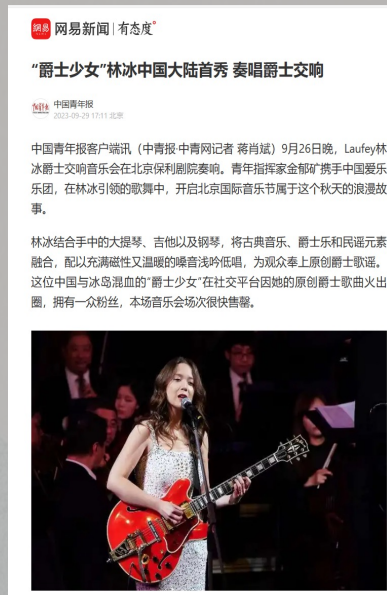 网易 网易新闻 | 有态度°
“爵士少女”林冰中国大陆首秀 奏唱爵士交响
中国青年报
2023-09-29 17:11 北京
中国青年报客户端讯（中青报·中青网记者 蒋肖斌）9月26日晚，Laufey林
冰爵士交响音乐会在北京保利剧院奏响。青年指挥家金郁矿携手中国爱乐
乐团，在林冰引领的歌舞中，开启北京国际音乐节属于这个秋天的浪漫故
事。
林冰结合手中的大提琴、吉他以及钢琴，将古典音乐、爵士乐和民谣元素
融合，配以充满磁性又温暖的嗓音浅吟低唱，为观众奉上原创爵士歌谣。
这位中国与冰岛混血的“爵士少女”在社交平台因她的原创爵士歌曲火出
圈，拥有一众粉丝，本场音乐会场次很快售罄。